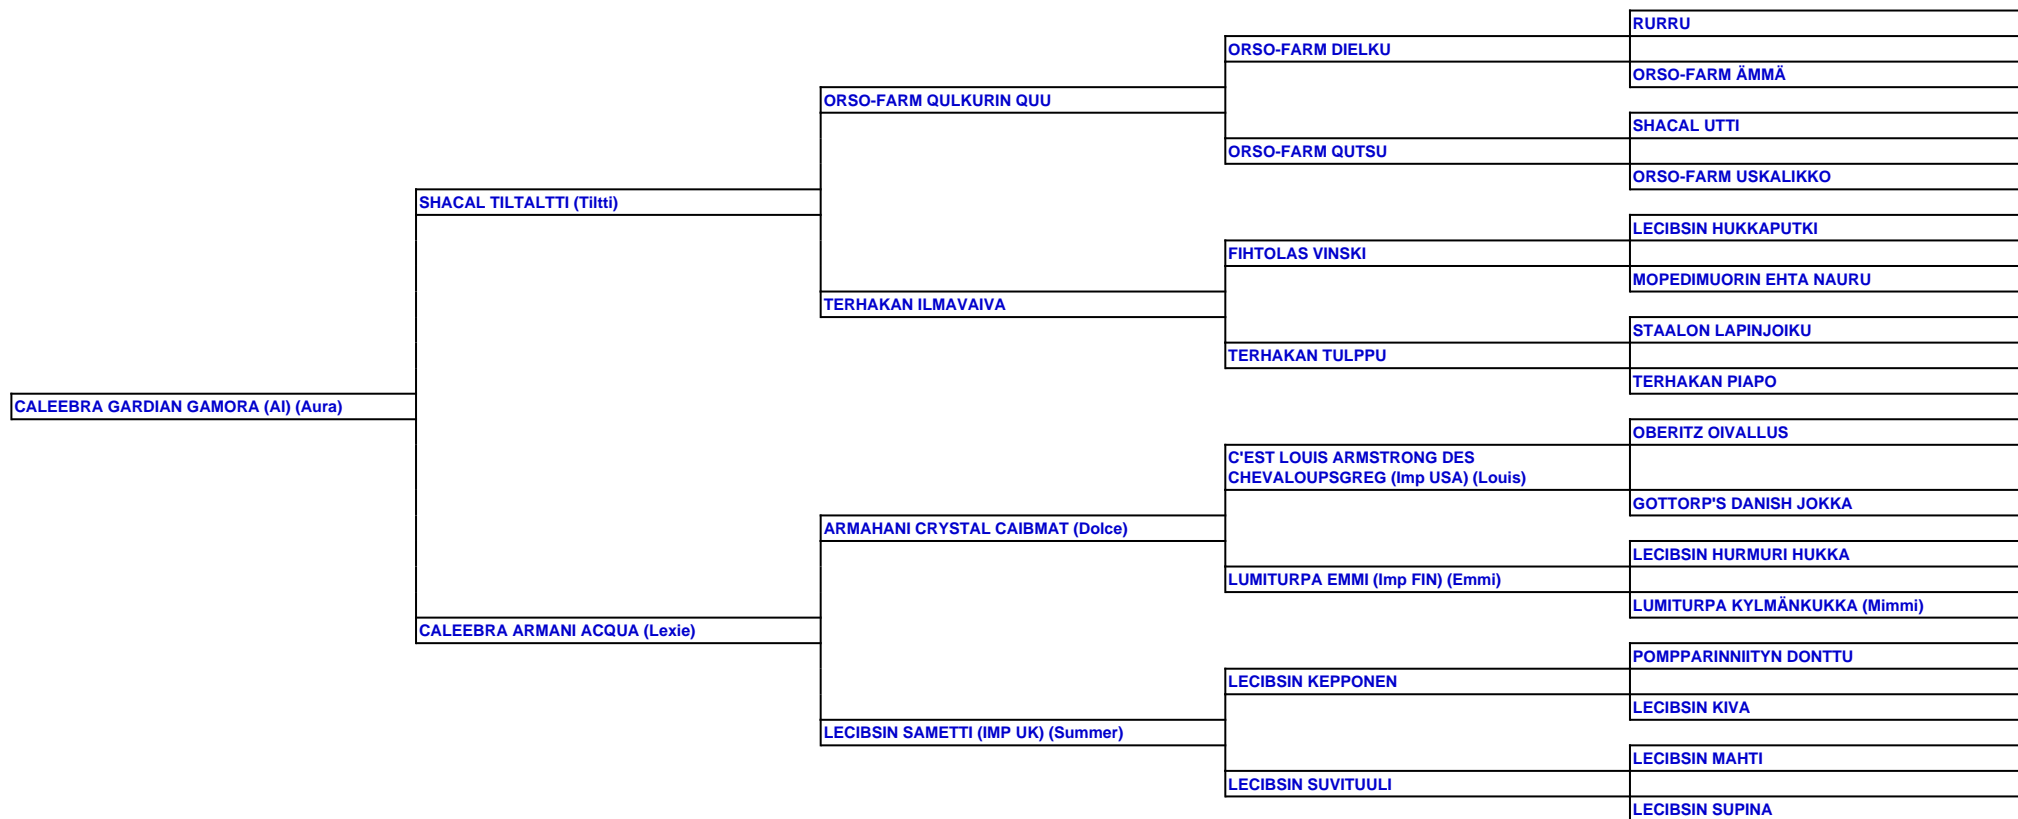 RURRU
ORSO-FARM DIELKU
ORSO-FARM ÄMMÄ
ORSO-FARM QULKURIN QUU
SHACAL UTTI
ORSO-FARM QUTSU
ORSO-FARM USKALIKKO
SHACAL TILTALTTI (Tiltti)
LECIBSIN HUKKAPUTKI
FIHTOLAS VINSKI
MOPEDIMUORIN EHTA NAURU
TERHAKAN ILMAVAIVA
STAALON LAPINJOIKU
TERHAKAN TULPPU
TERHAKAN PIAPO
CALEEBRA GARDIAN GAMORA (AI) (Aura)
OBERITZ OIVALLUS
C'EST LOUIS ARMSTRONG DES
CHEVALOUPSGREG (Imp USA) (Louis)
GOTTORP'S DANISH JOKKA
ARMAHANI CRYSTAL CAIBMAT (Dolce)
LECIBSIN HURMURI HUKKA
LUMITURPA EMMI (Imp FIN) (Emmi)
LUMITURPA KYLMÄNKUKKA (Mimmi)
CALEEBRA ARMANI ACQUA (Lexie)
POMPPARINNIITYN DONTTU
LECIBSIN KEPPONEN
LECIBSIN KIVA
LECIBSIN SAMETTI (IMP UK) (Summer)
LECIBSIN MAHTI
LECIBSIN SUVITUULI
LECIBSIN SUPINA